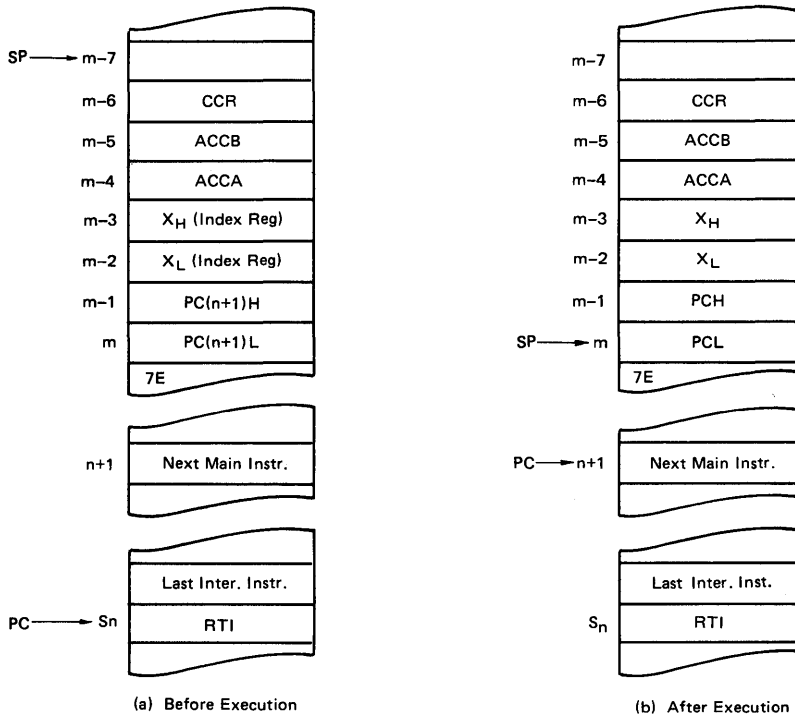 SP m–7
m–6 CCR
m–5 ACCB
m–4 ACCA
m–3 XH (Index Reg)
m–2 XL (Index Reg)
m–1 PC(n+1)H
m PC(n+1)L
7E
n+1 Next Main Instr.
Last Inter. Instr.
PC Sn RTI
(a) Before Execution
m–7
m–6 CCR
m–5 ACCB
m–4 ACCA
m–3 XH
m–2 XL
m–1 PCH
SP m PCL
7E
PC n+1 Next Main Instr.
Last Inter. Inst.
Sn RTI
(b) After Execution